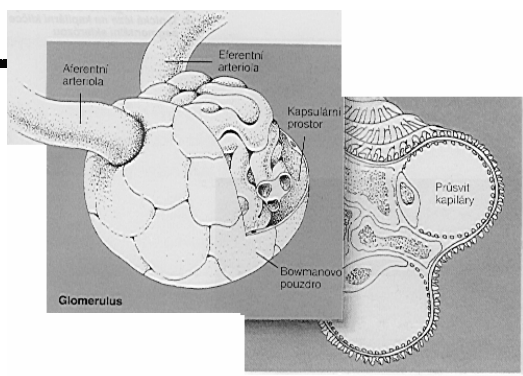 Eferentní
arteriola
Aferentní
arteriola
Kapsulární
prostor
Průsvit
kapiláry
Bowmanovo
pouzdro
Glomerulus